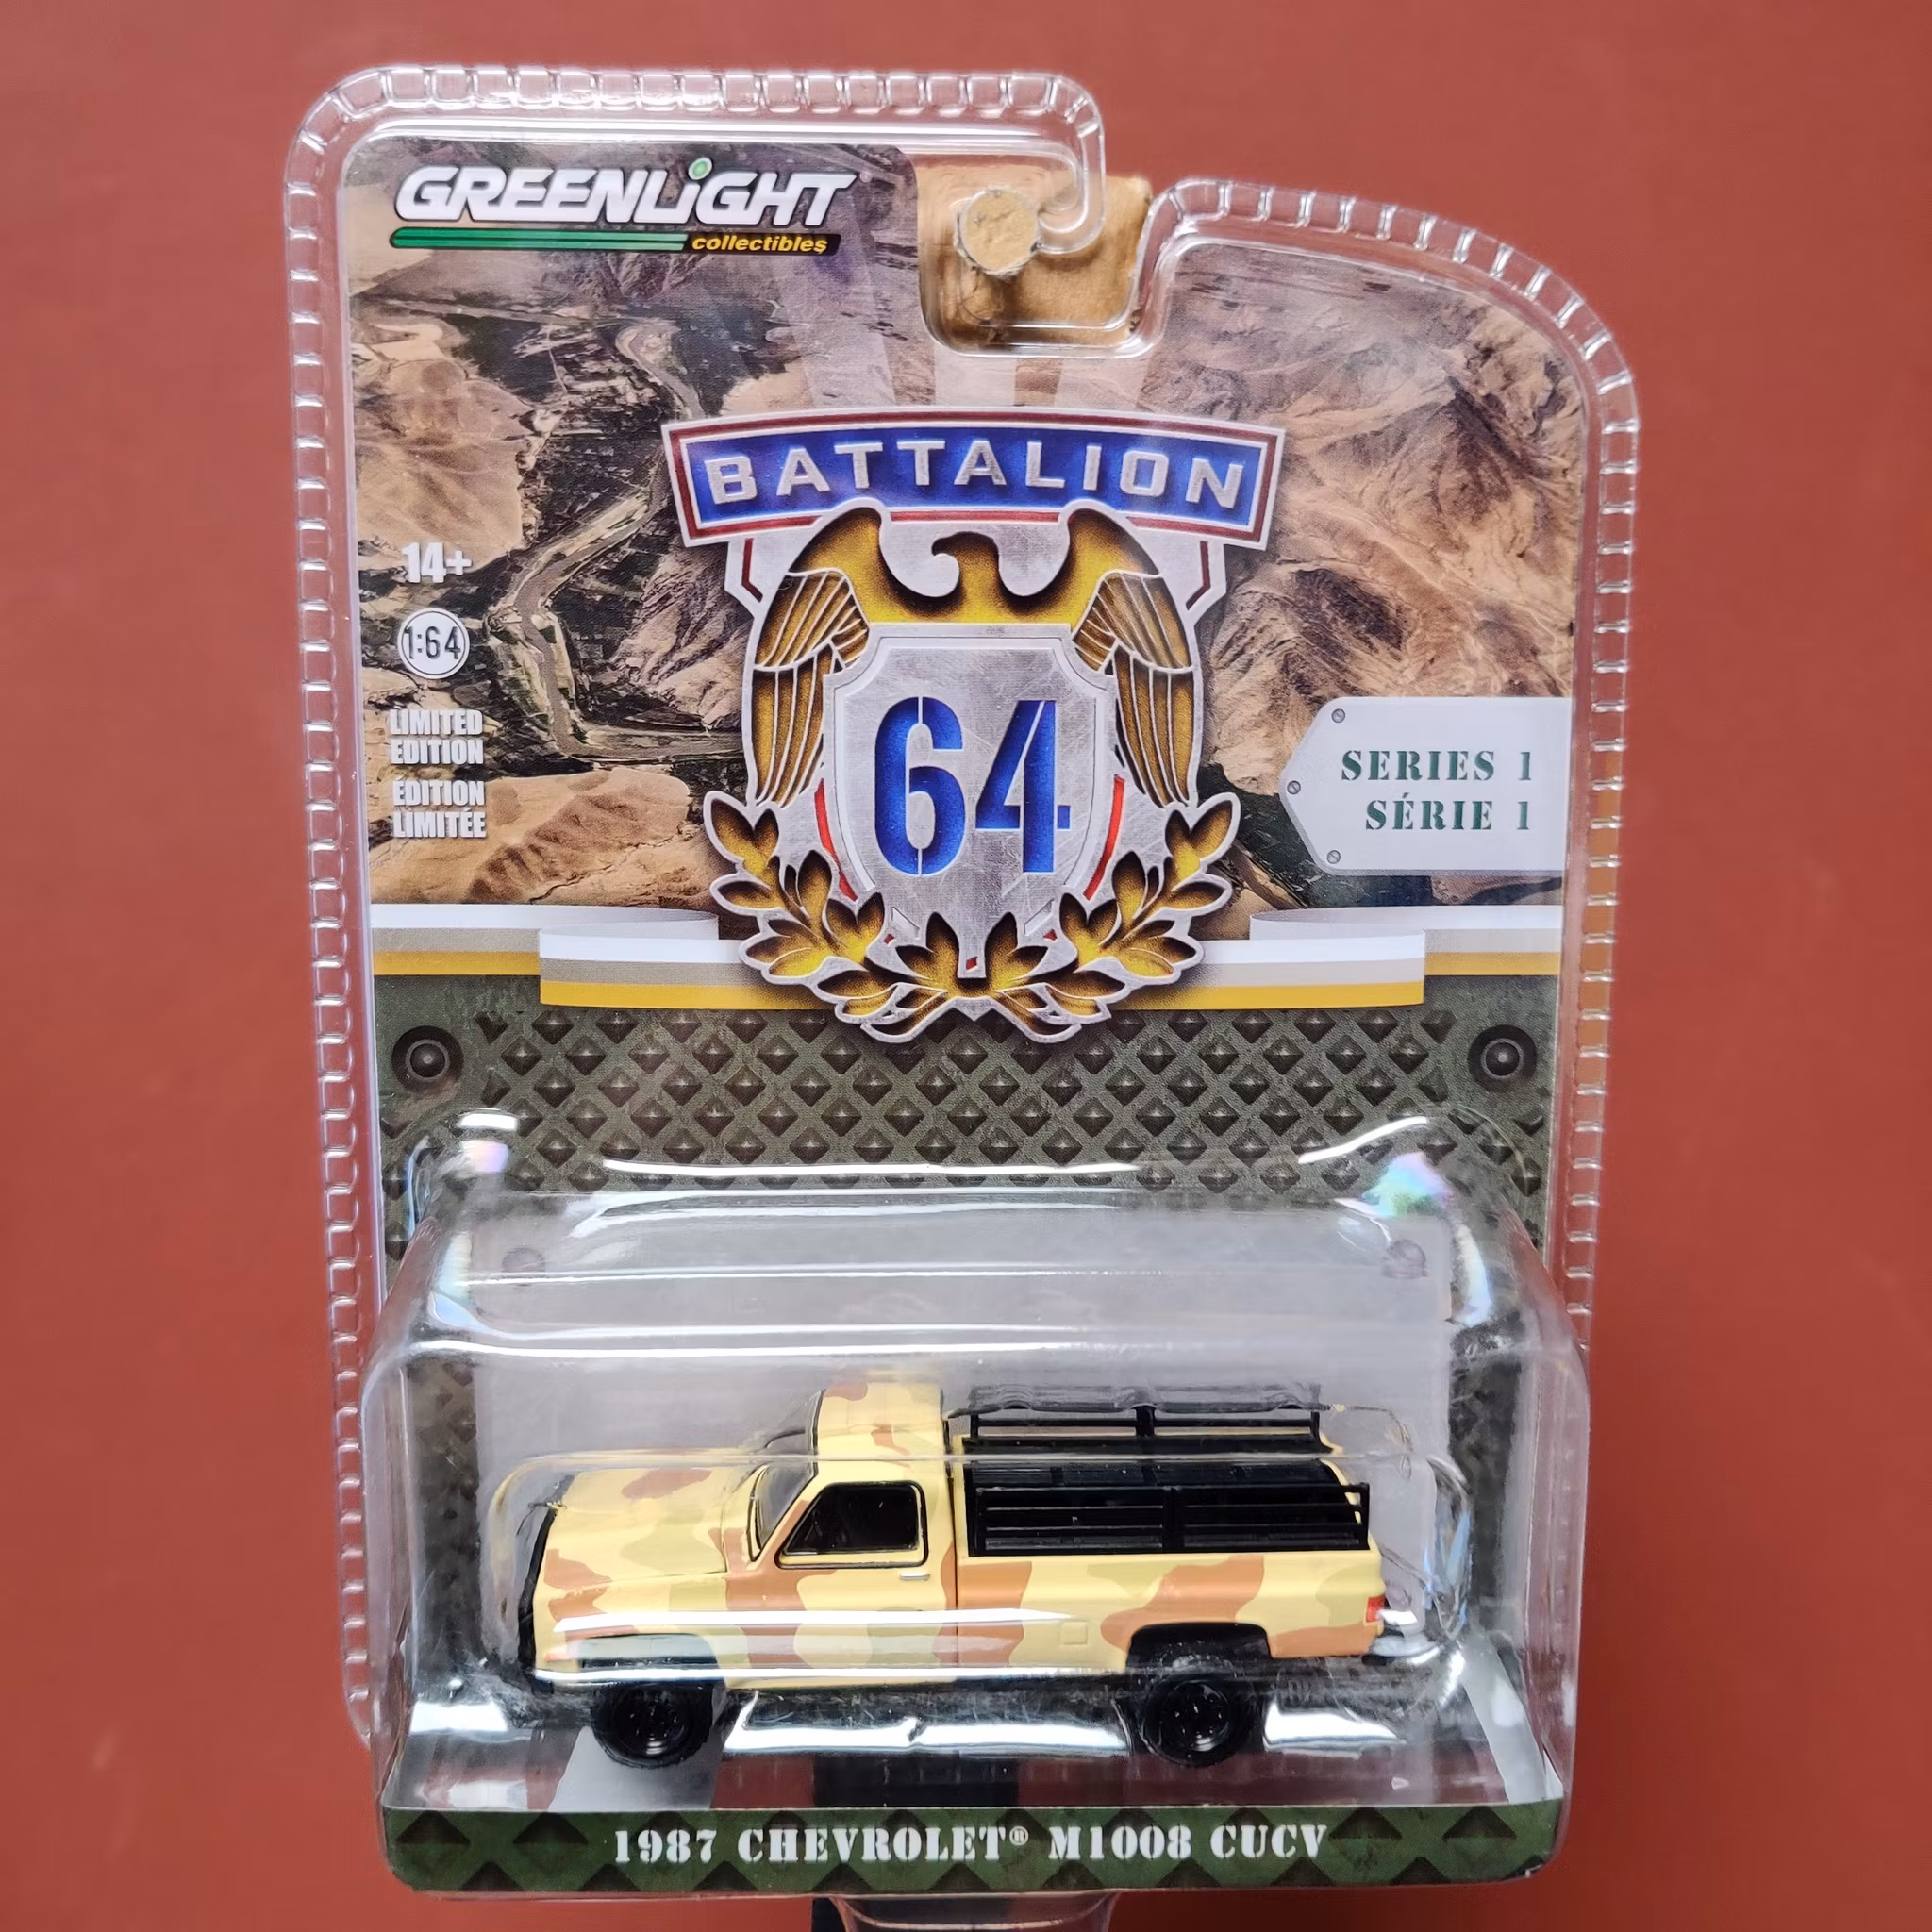 GREENLiGHT
collectibles
BATTALION
14+
1:64
64
LIMITED
EDITION
ÉDITION
LIMITÉE
SERIES 1
SÉRIE 1
1987 CHEVROLET® M1008 CUCV